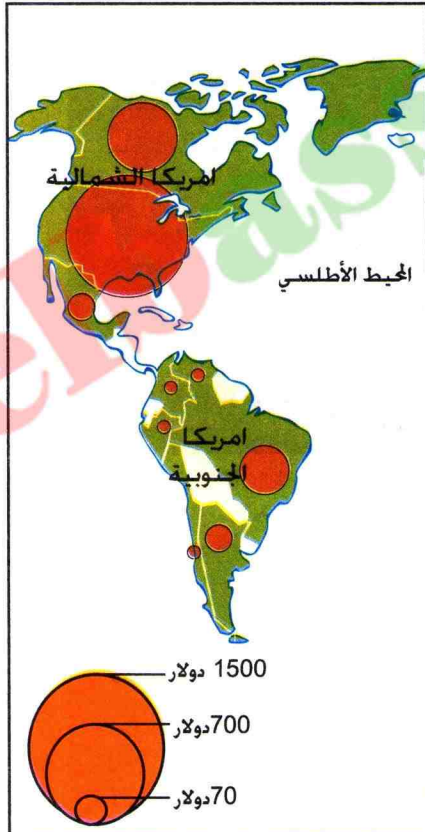 امريكا الشمالية
المحيط الأطلسي
امريكا
الجنوبية
1500 دولار
700دولار
70دولار